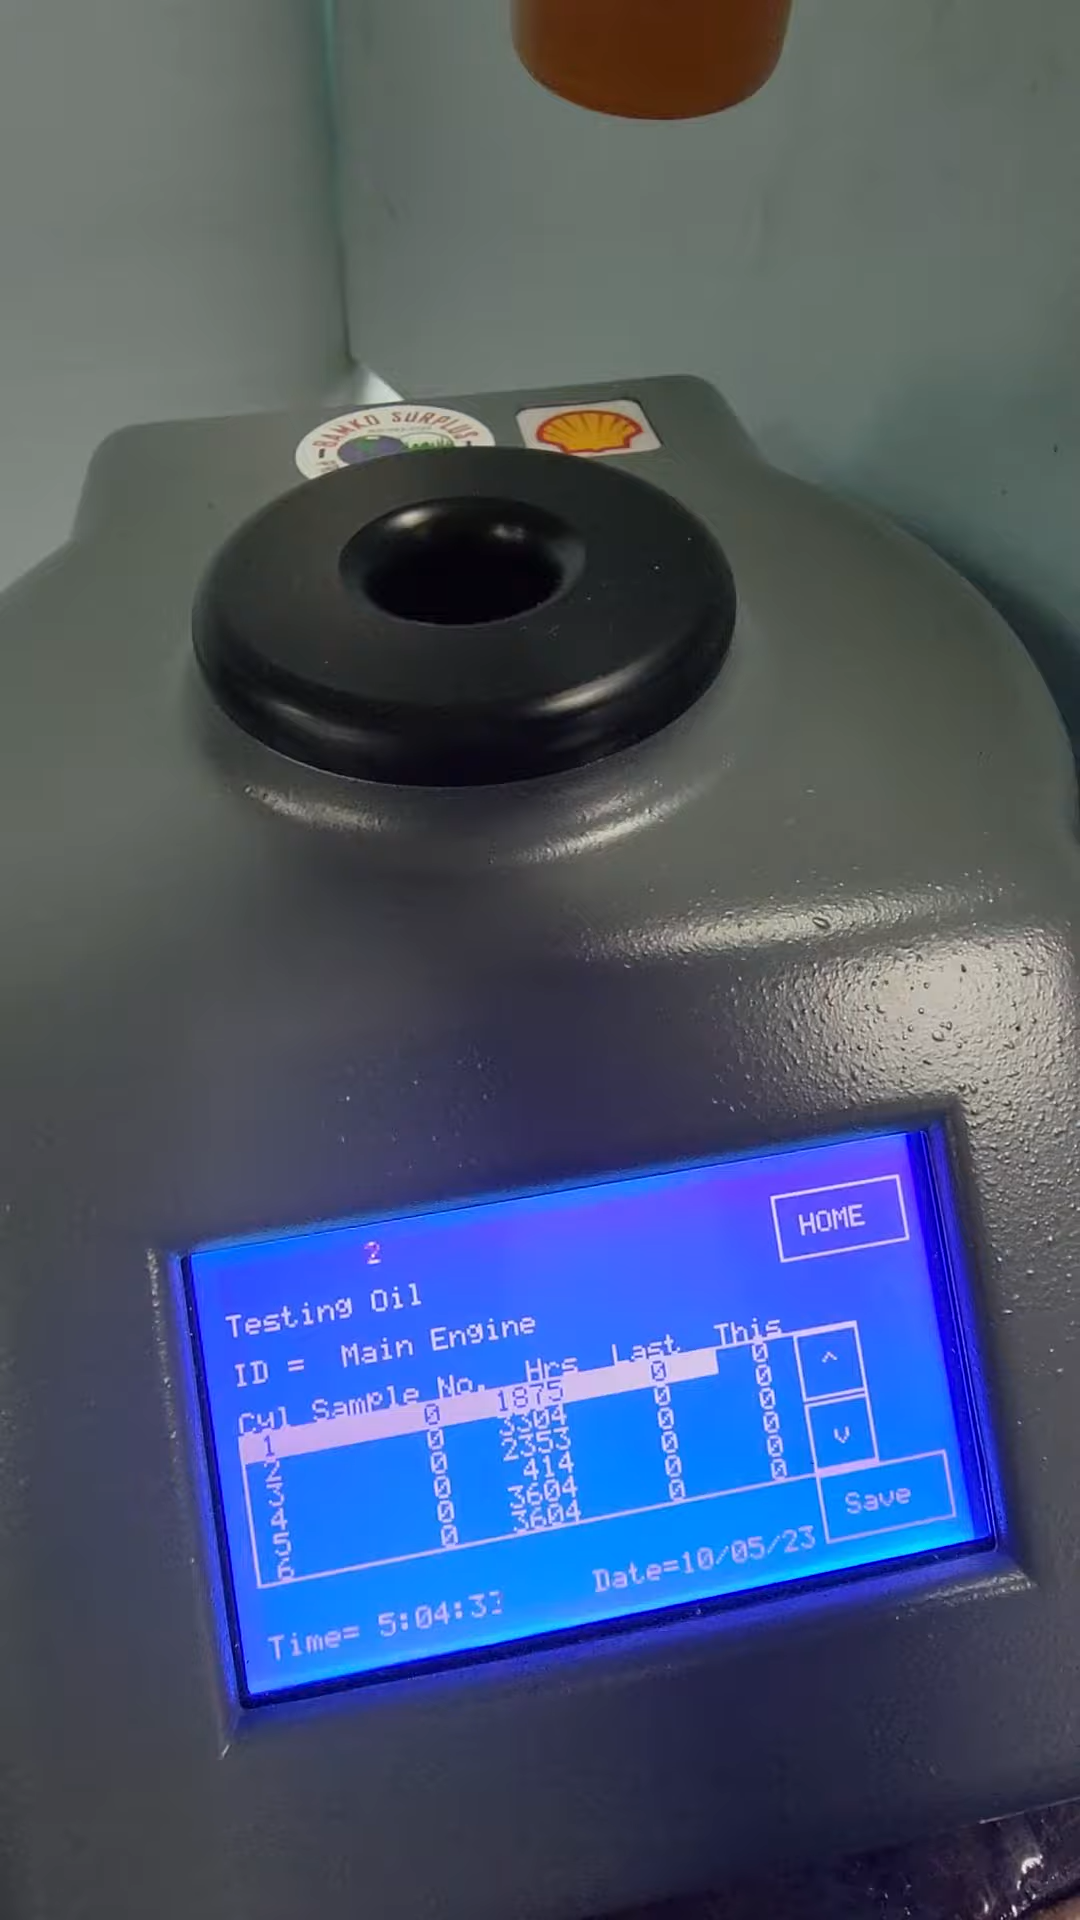 BAMKO SURPLUS
HOME
2
Testing Oil
ID = Main Engine
Cyl Sample No. Hrs Last This
1 0 1875 0 0
2 0 3304 0 0
3 0 2353 0 0
4 0 414 0 0
5 0 3604 0 0
6 0 3604 0 0
^
v
Save
Time= 5:04:3
Date=10/05/23